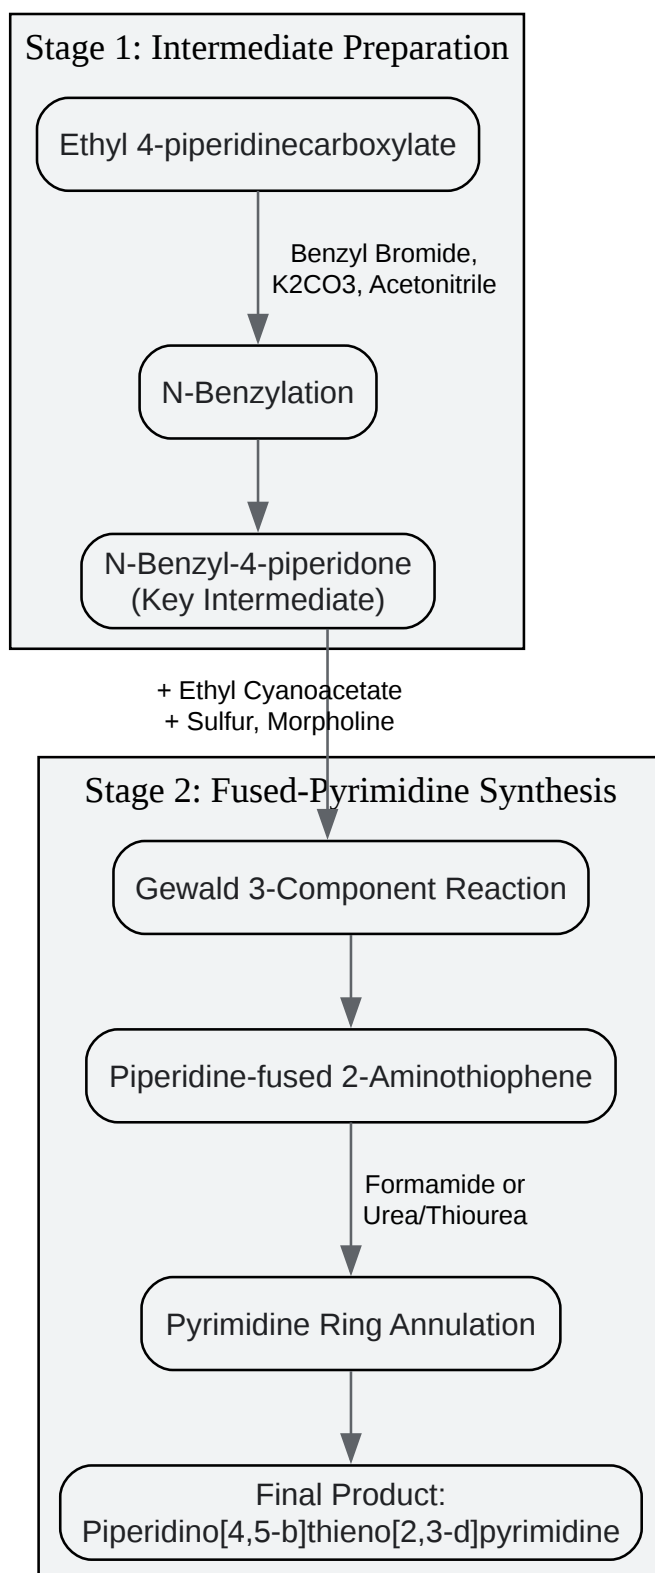 Stage 1: Intermediate Preparation
Ethyl 4-piperidinecarboxylate
Benzyl Bromide,
K2CO3, Acetonitrile
N-Benzylation
N-Benzyl-4-piperidone
(Key Intermediate)
+ Ethyl Cyanoacetate
+ Sulfur, Morpholine
Stage 2: Fused-Pyrimidine Synthesis
Gewald 3-Component Reaction
Piperidine-fused 2-Aminothiophene
Formamide or
Urea/Thiourea
Pyrimidine Ring Annulation
Final Product:
Piperidino[4,5-b]thieno[2,3-d]pyrimidine